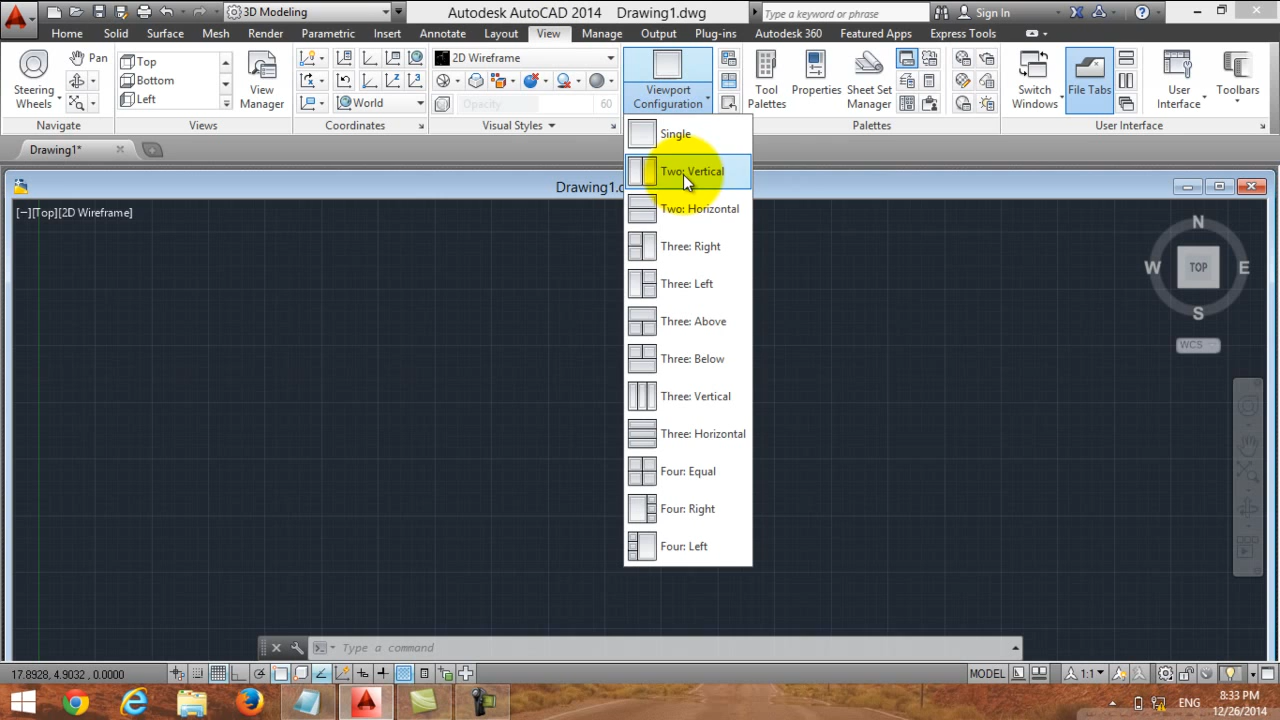 3D Modeling
Autodesk AutoCAD 2014 Drawing1.dwg
Type a keyword or phrase
Sign In
Home Solid Surface Mesh Render Parametric Insert Annotate Layout View Manage Output Plug-ins Autodesk 360 Featured Apps Express Tools
Steering Wheels
Pan
Top
Bottom
Left
View Manager
World
2D Wireframe
Opacity 60
Viewport Configuration
Tool Palettes
Properties
Sheet Set Manager
Switch Windows
File Tabs
User Interface
Toolbars
Navigate Views Coordinates Visual Styles Palettes User Interface
Drawing1*
Drawing1.d
[−][Top][2D Wireframe]
Single
Two: Vertical
Two: Horizontal
Three: Right
Three: Left
Three: Above
Three: Below
Three: Vertical
Three: Horizontal
Four: Equal
Four: Right
Four: Left
N
W TOP E
S
WCS
Type a command
17.8928, 4.9032, 0.0000
MODEL
1:1
ENG
8:33 PM
12/26/2014